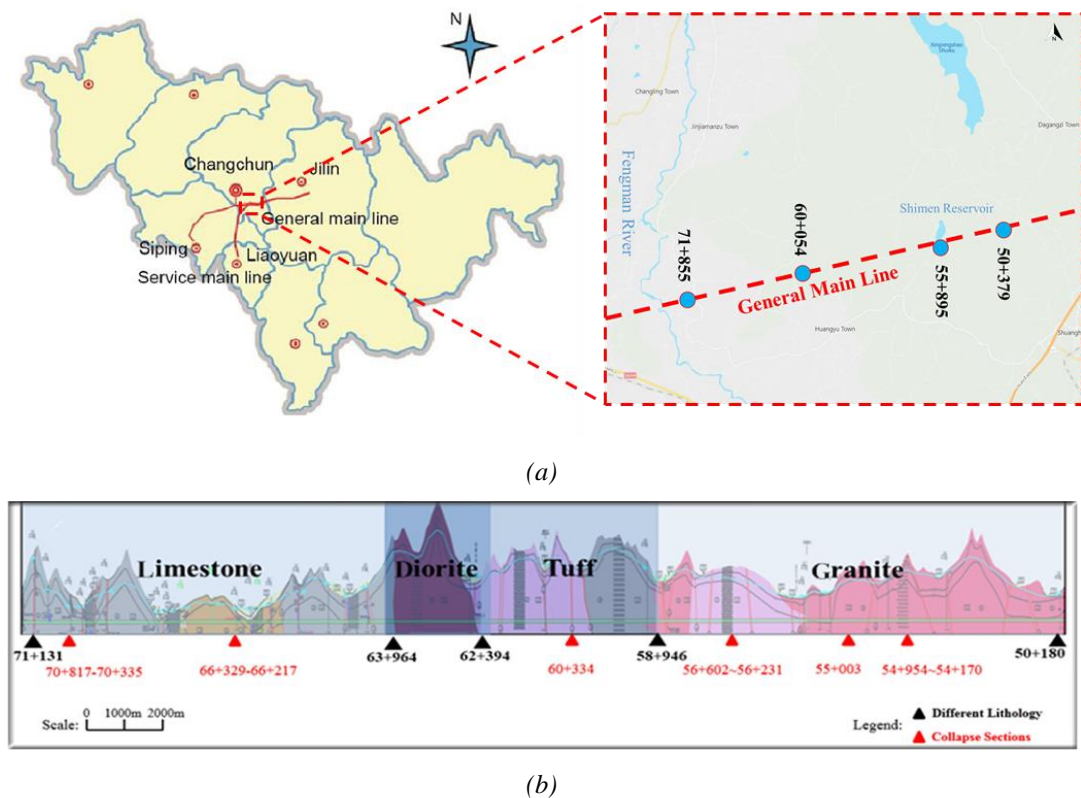 N
Changchun
Jilin
General main line
Siping
Liaoyuan
Service main line
N
Changling Town
Jinjiamanzu Town
Dagangzi Town
Fengman River
Shimen Reservoir
71+855
60+054
55+895
50+379
General Main Line
Huangyu Town
(a)
Limestone
Diorite
Tuff
Granite
71+131
70+817-70+335
66+329-66+217
63+964
62+394
60+334
58+946
56+602~56+231
55+003
54+954~54+170
50+180
Scale: 0 1000m 2000m
Legend: Different Lithology
Collapse Sections
(b)